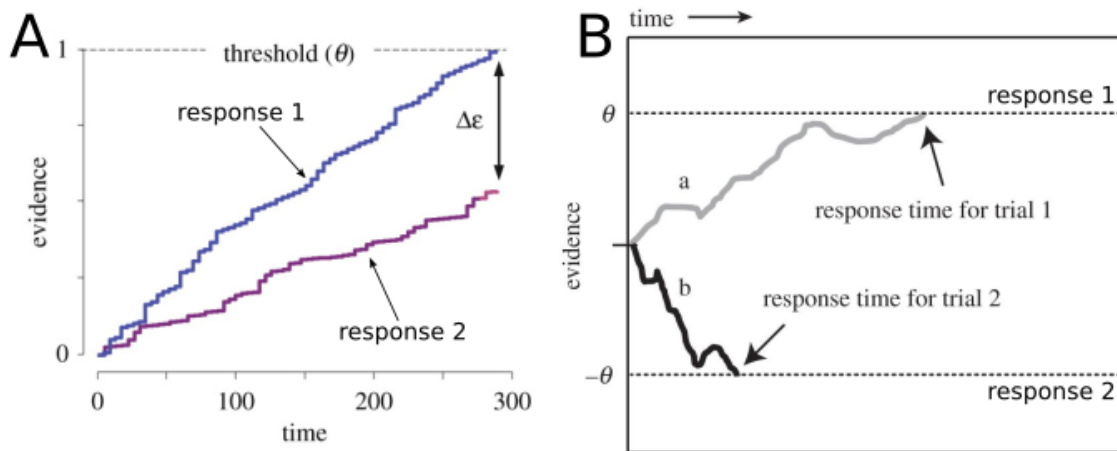 A
1
threshold (θ)
response 1
Δε
evidence
response 2
0
0
100
200
300
time
B
time
response 1
θ
a
response time for trial 1
evidence
b
response time for trial 2
–θ
response 2